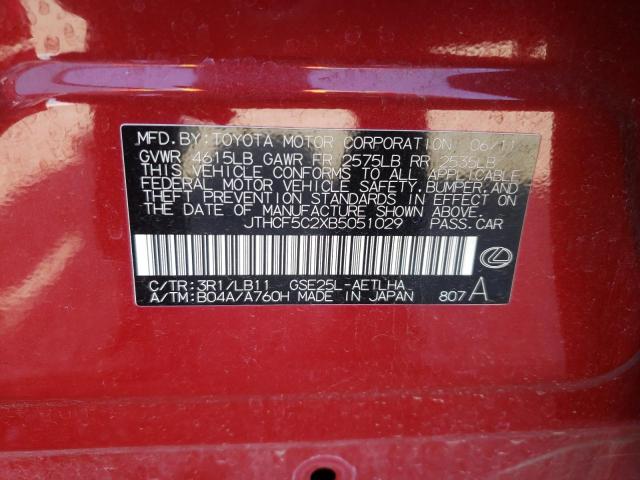 MFD.BY:TOYOTA MOTOR CORPORATION 06/11
GVWR 4615LB GAWR FR 2575LB RR 2535LB
THIS VEHICLE CONFORMS TO ALL APPLICABLE
FEDERAL MOTOR VEHICLE SAFETY,BUMPER,AND
THEFT PREVENTION STANDARDS IN EFFECT ON
THE DATE OF MANUFACTURE SHOWN ABOVE.
JTHCF5C2XB5051029 PASS.CAR
C/TR:3R1/LB11 GSE25L-AETLHA
A/TM:B04A/A760H MADE IN JAPAN 807 A